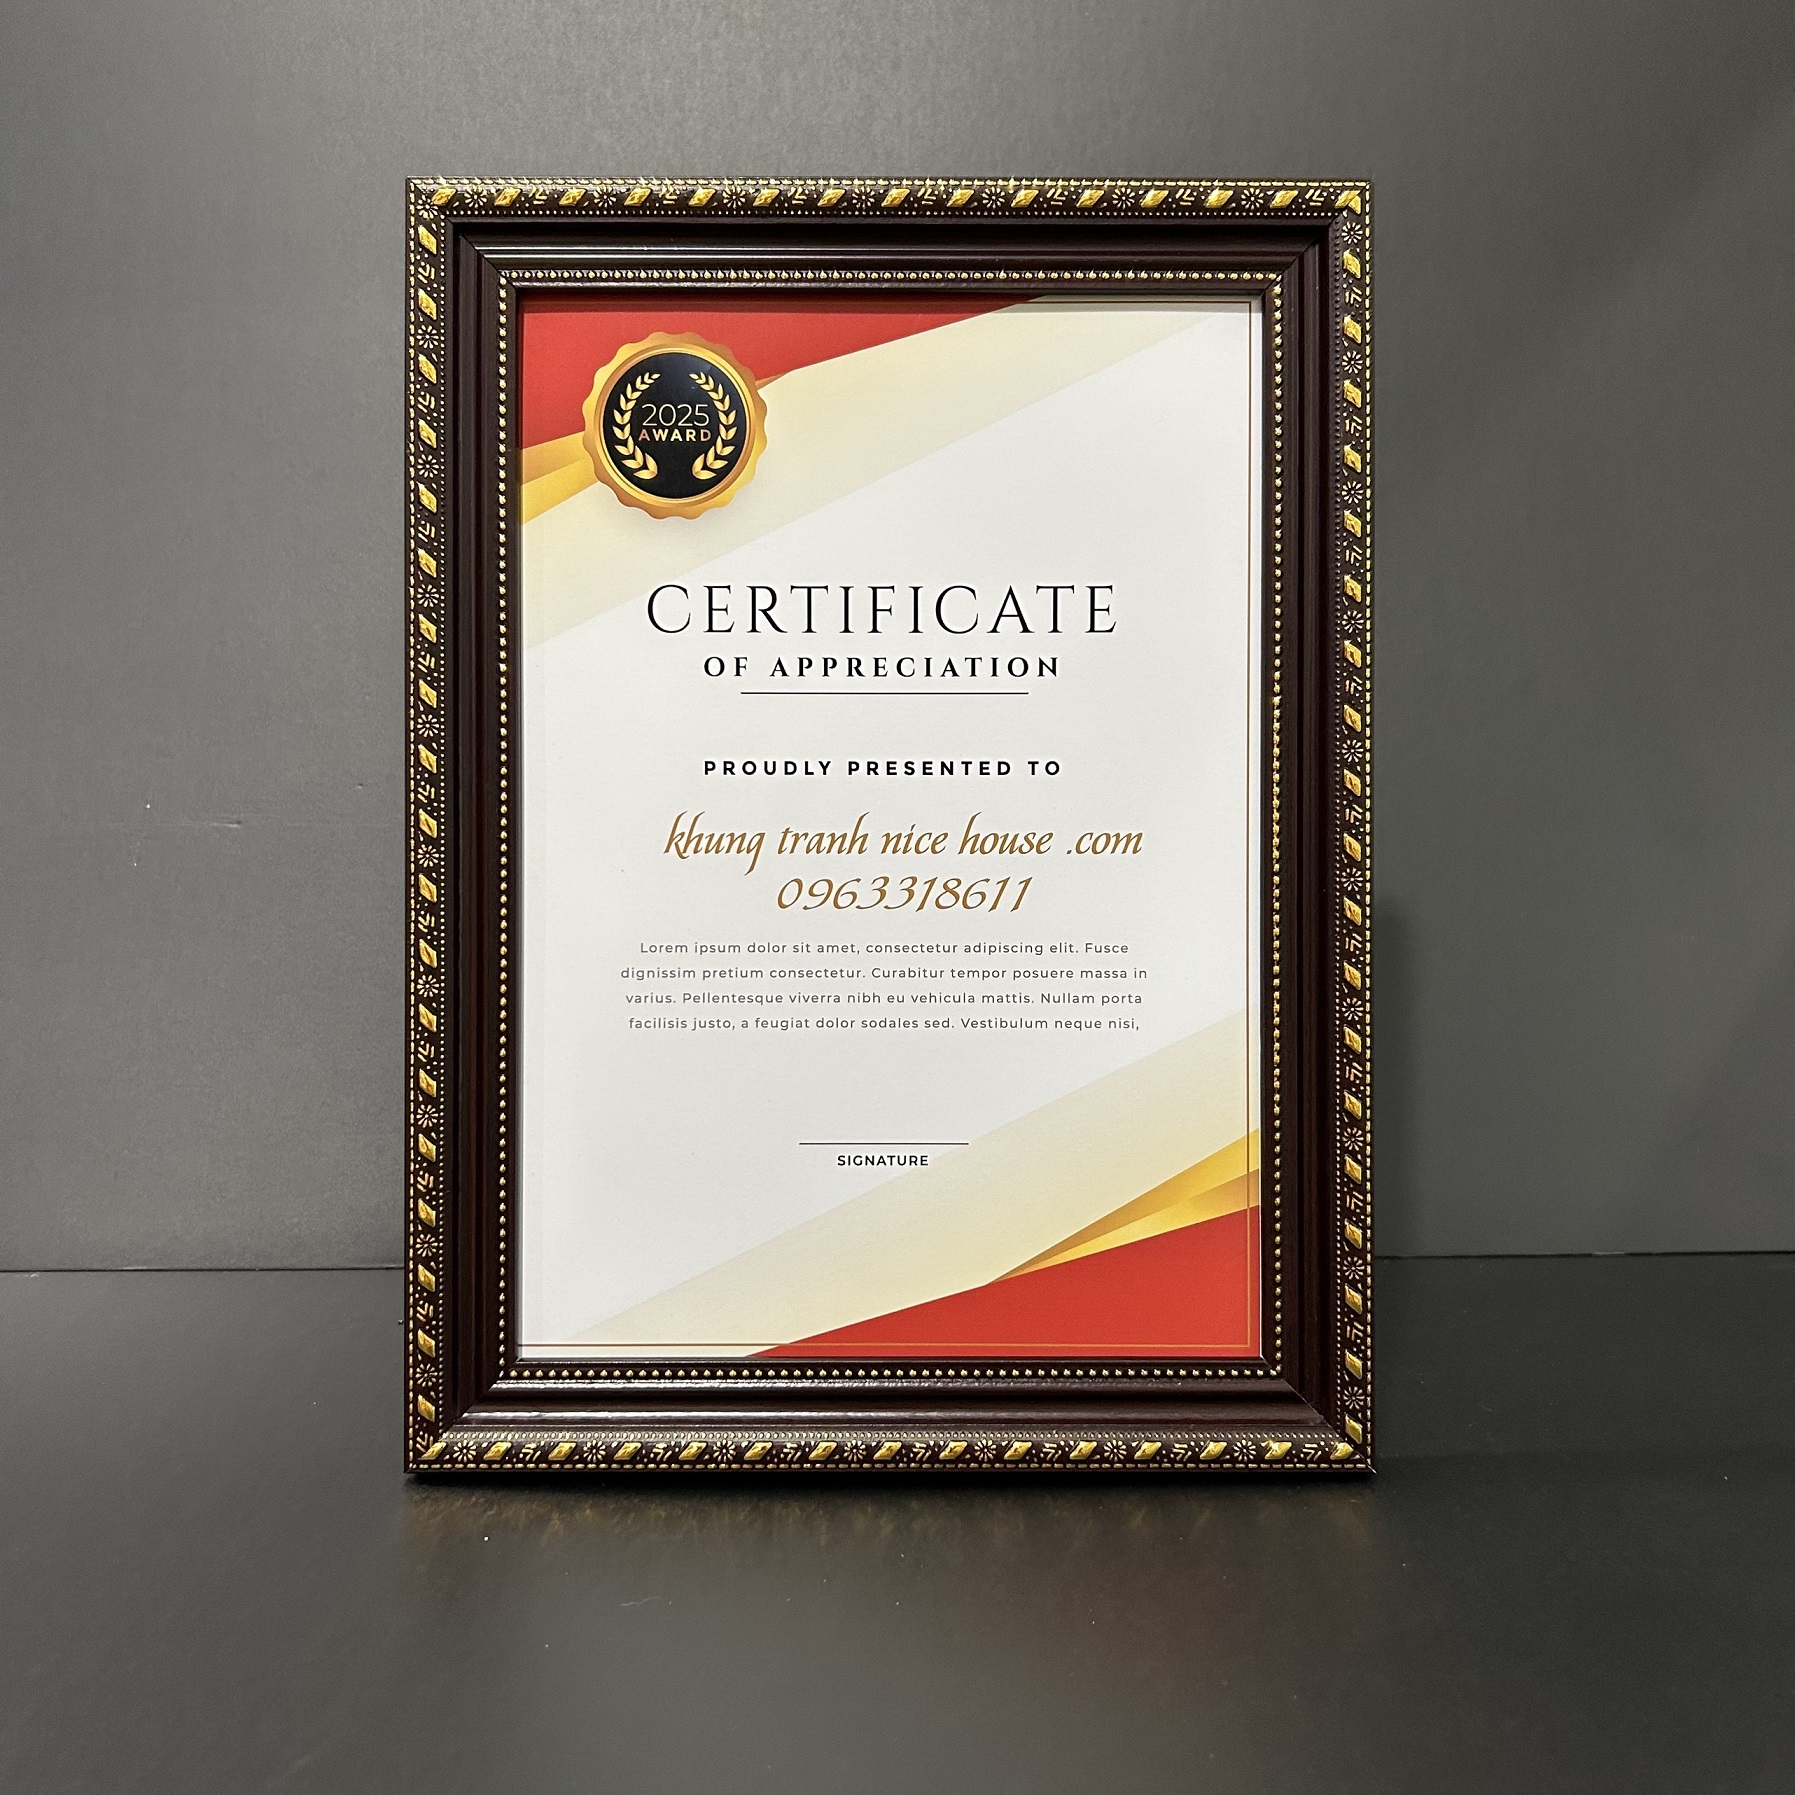 2025
AWARD
CERTIFICATE
OF APPRECIATION
PROUDLY PRESENTED TO
khung tranh nice house .com
0963318611
Lorem ipsum dolor sit amet, consectetur adipiscing elit. Fusce
dignissim pretium consectetur. Curabitur tempor posuere massa in
varius. Pellentesque viverra nibh eu vehicula mattis. Nullam porta
facilisis justo, a feugiat dolor sodales sed. Vestibulum neque nisi,
SIGNATURE